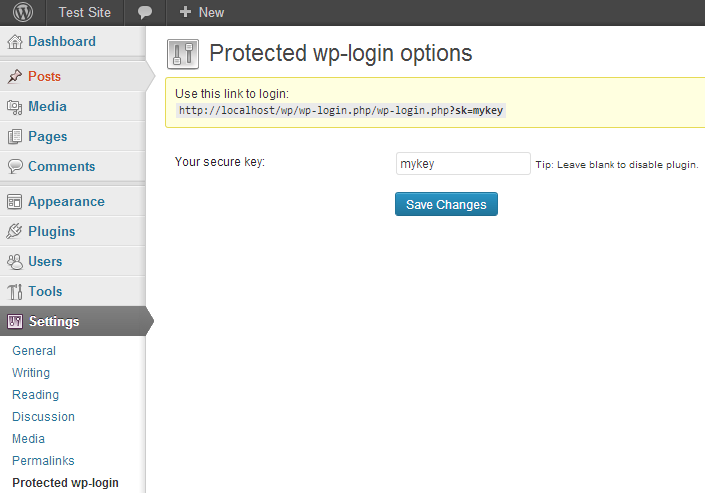 Test Site
New
Dashboard
Posts
Media
Pages
Comments
Appearance
Plugins
Users
Tools
Settings
General
Writing
Reading
Discussion
Media
Permalinks
Protected wp-login
Protected wp-login options
Use this link to login:
http://localhost/wp/wp-login.php/wp-login.php?sk=mykey
Your secure key:
mykey
Tip: Leave blank to disable plugin.
Save Changes